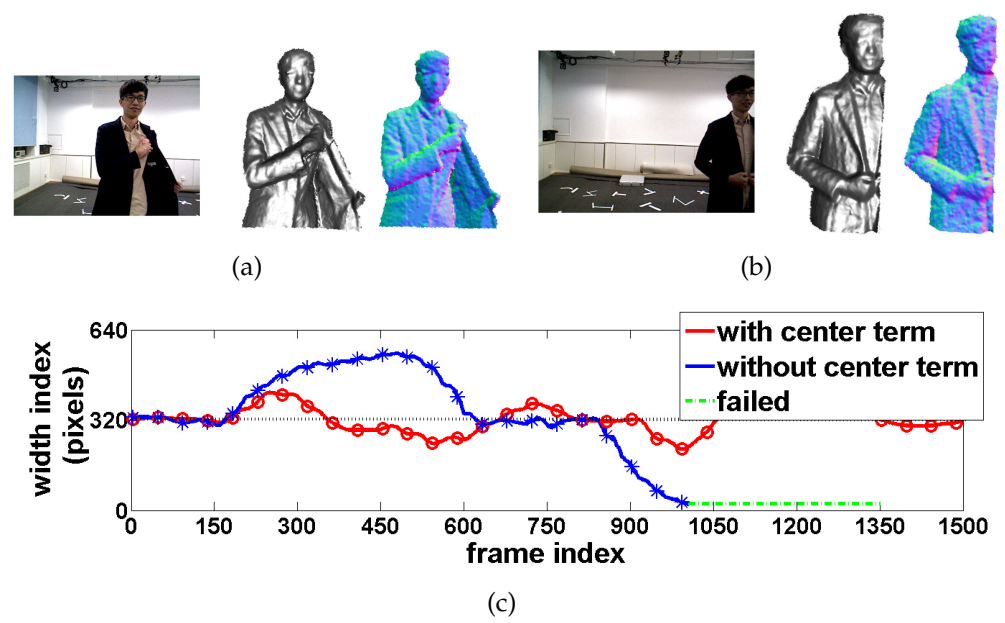 (a)
(b)
width index
(pixels)
640
320
0
with center term
without center term
failed
0 150 300 450 600 750 900 1050 1200 1350 1500
frame index
(c)